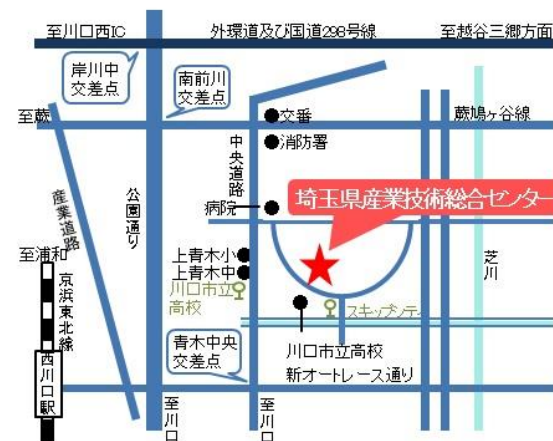 至川口西IC
外環道及び国道298号線
至越谷三郷方面
岸川中
交差点
南前川
交差点
至蕨
交番
蕨鳩ヶ谷線
消防署
中央道路
産業道路
公園通り
病院
埼玉県産業技術総合センター
至浦和
上青木小
上青木中
川口市立
高校
芝川
京浜東北線
スキップシティ
青木中央
交差点
川口市立高校
新オートレース通り
西川口駅
至川口
至川口